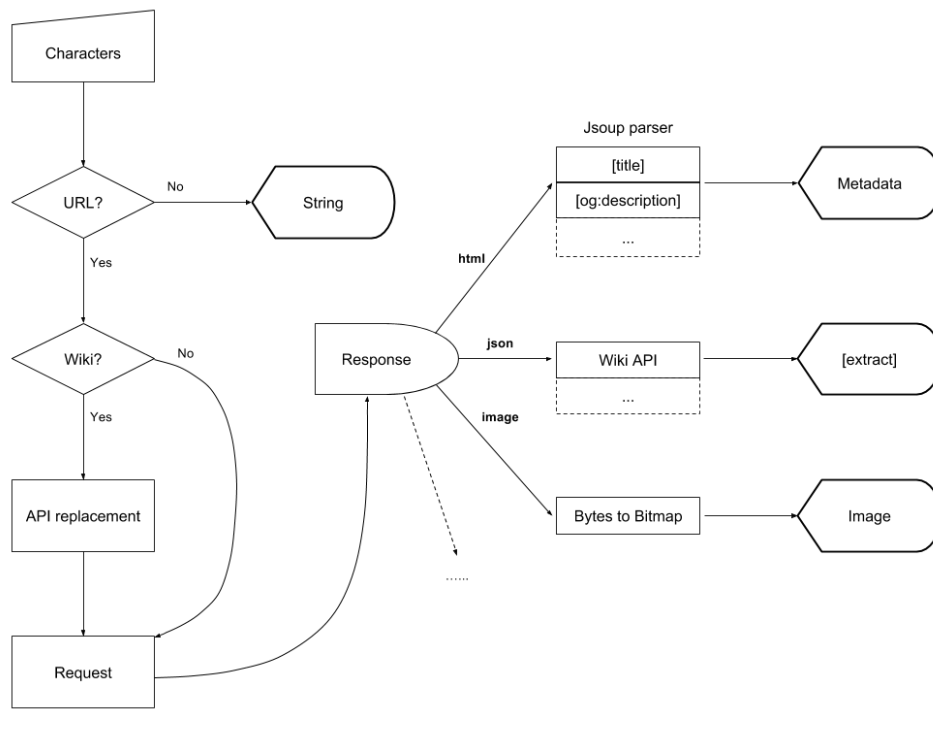 Characters
URL?
No
String
Yes
Wiki?
No
Yes
API replacement
Request
Response
html
json
image
......
Jsoup parser
[title]
[og:description]
...
Metadata
Wiki API
...
[extract]
Bytes to Bitmap
Image